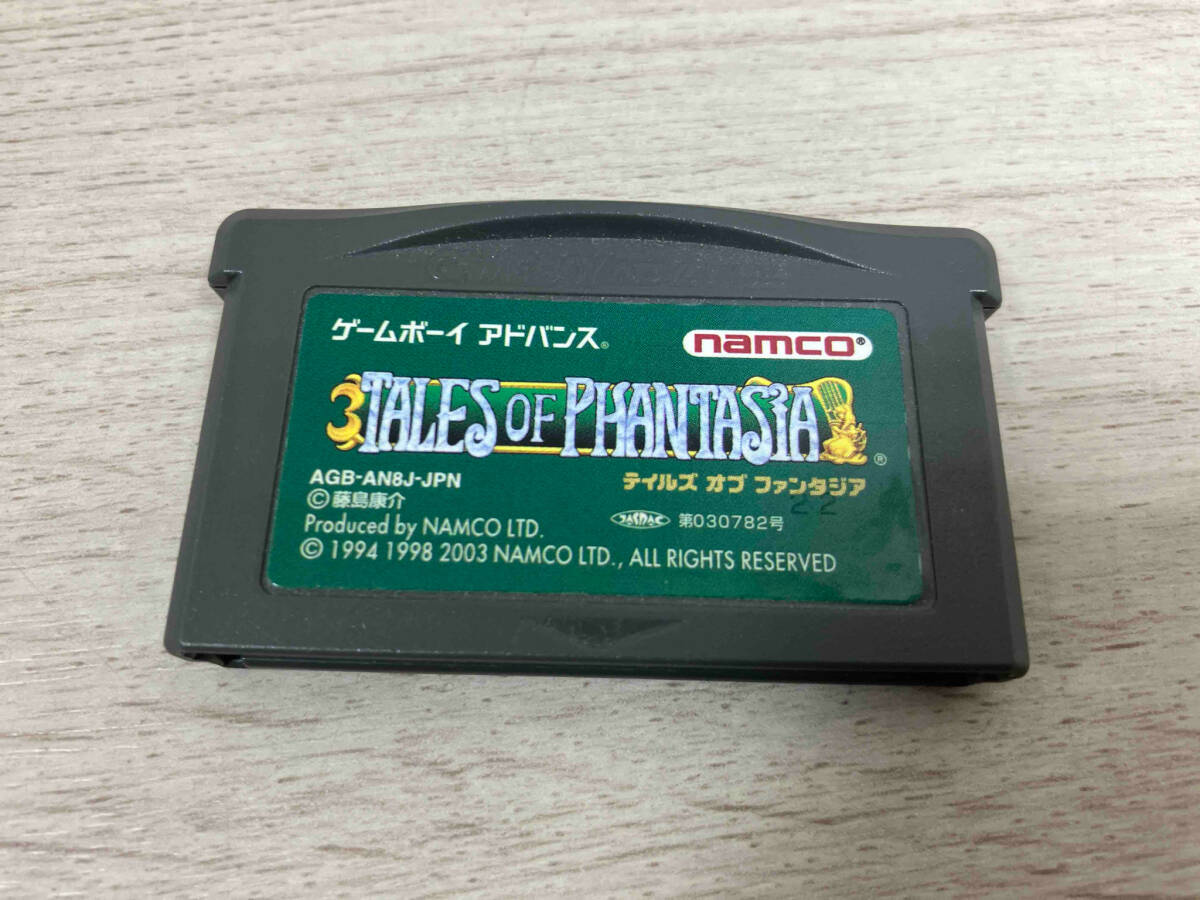 ゲームボーイ アドバンス®
namco®
TALES OF PHANTASIA®
テイルズ オブ ファンタジア
AGB-AN8J-JPN
22
©藤島康介
JASRAC 第030782号
Produced by NAMCO LTD.
© 1994 1998 2003 NAMCO LTD., ALL RIGHTS RESERVED